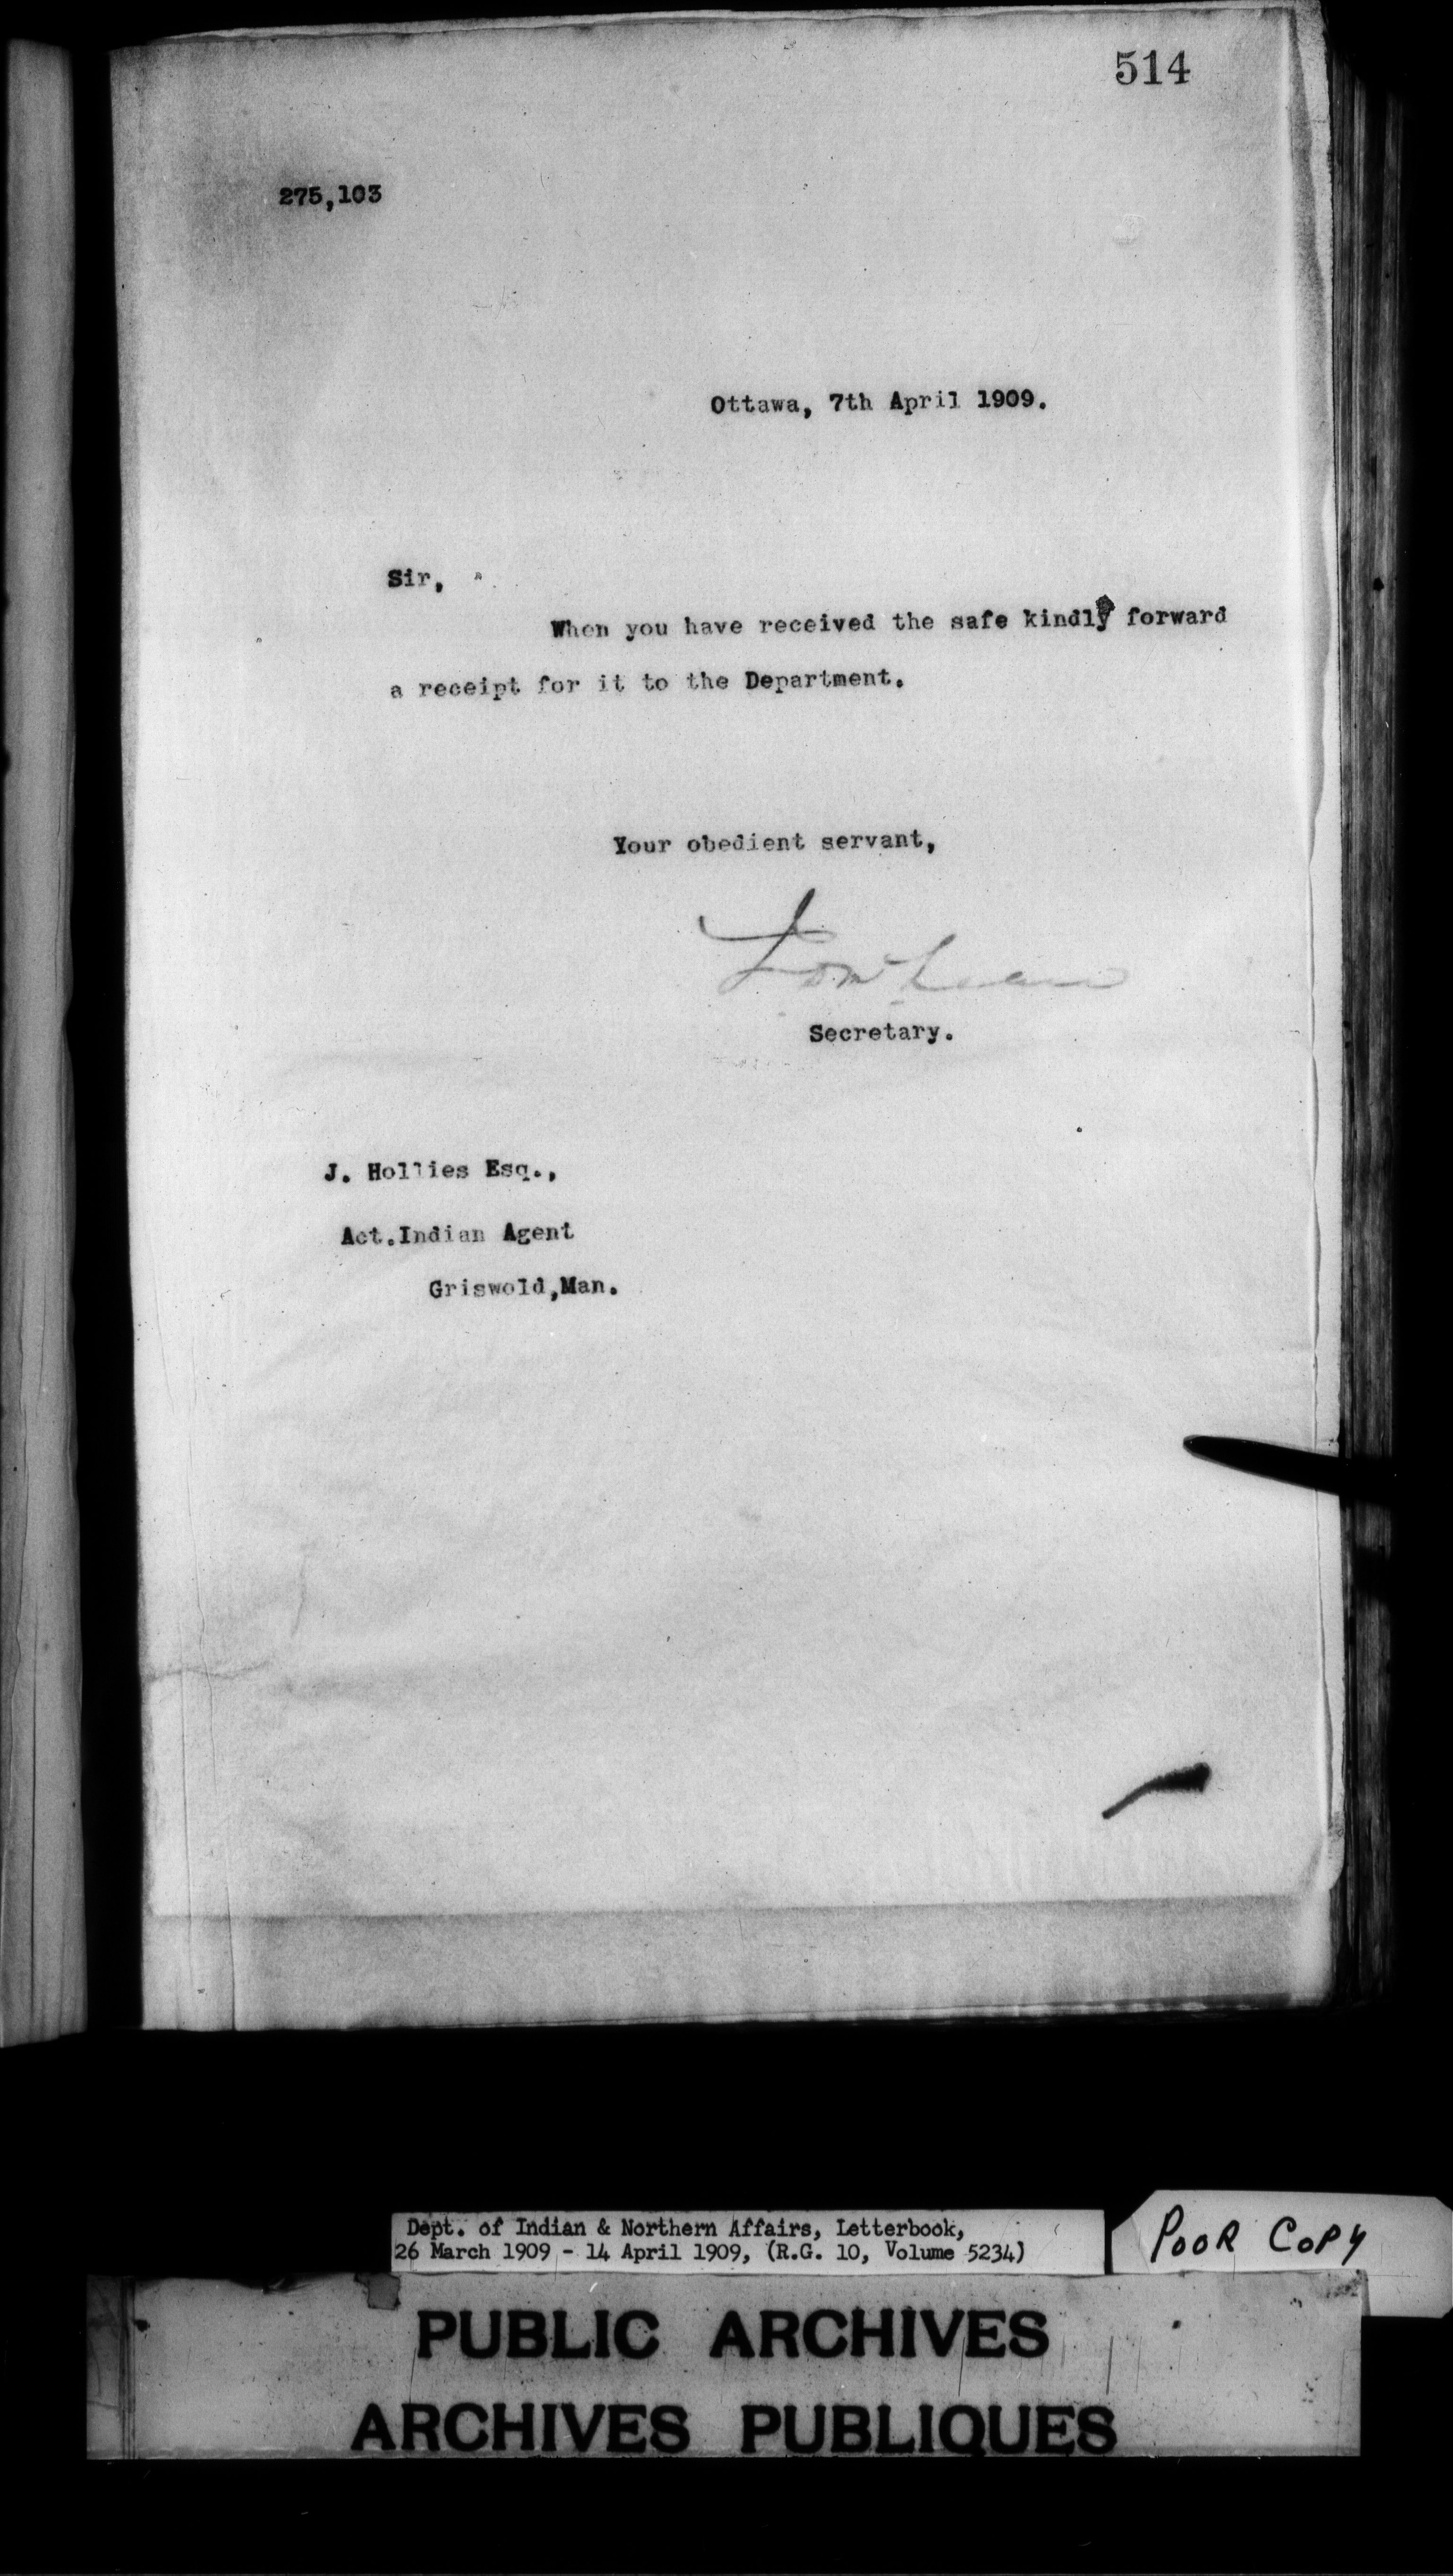 514
275,103
Ottawa, 7th April 1909.
Sir,
When you have received the safe kindly forward
a receipt for it to the Department.
Your obedient servant,
Secretary.
J. Hollies Esq.,
Act.Indian Agent
Griswold,Man.
Dept. of Indian & Northern Affairs, Letterbook,
26 March 1909 - 14 April 1909, (R.G. 10, Volume 5234)
POOR COPY
PUBLIC ARCHIVES
ARCHIVES PUBLIQUES